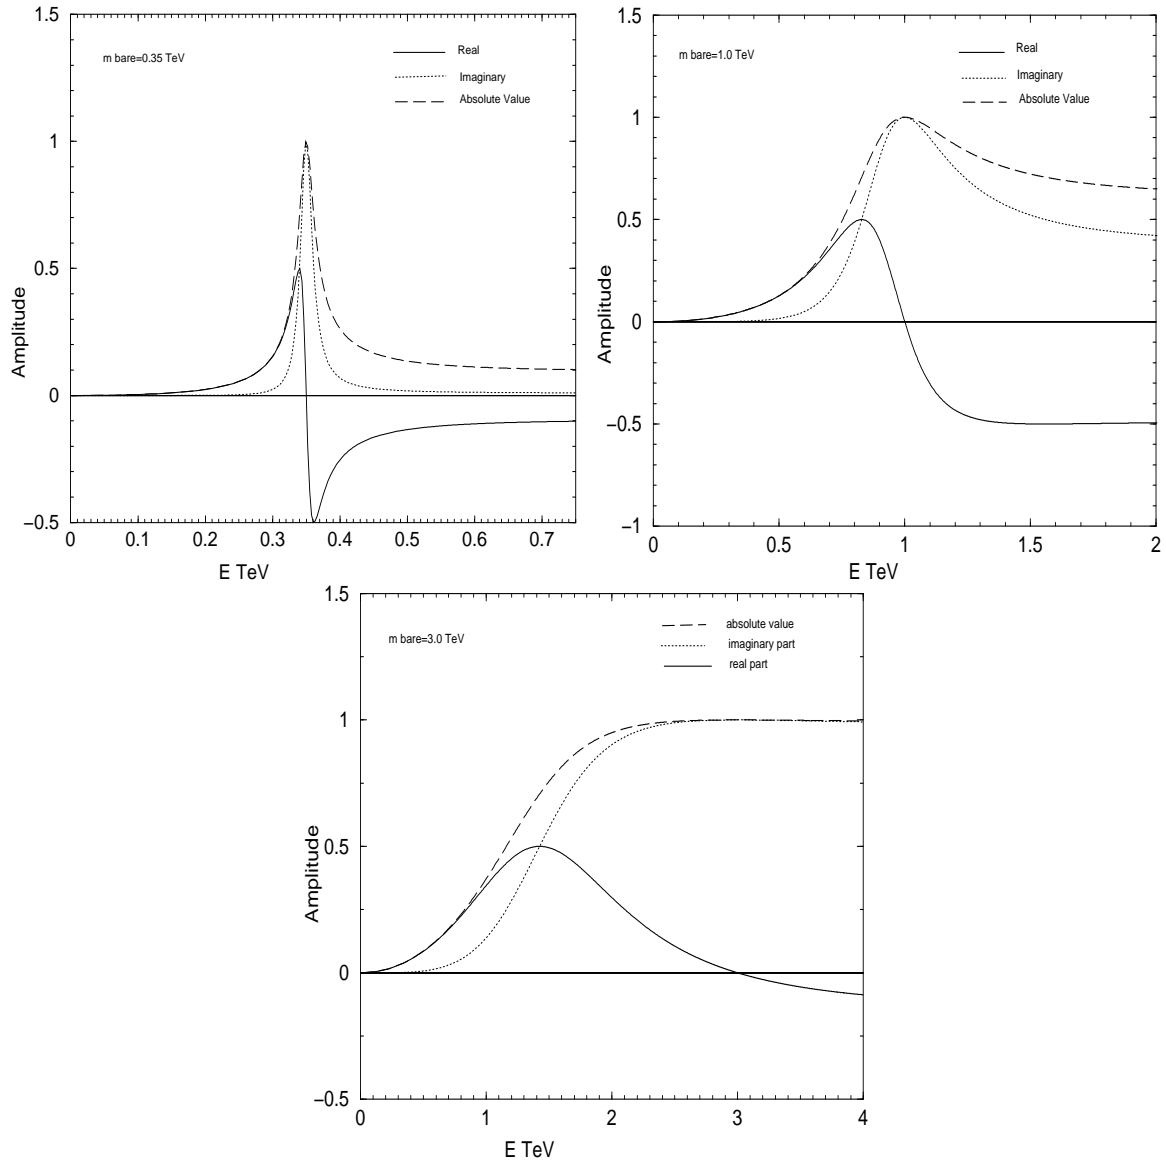 1.5
m bare=0.35 TeV
Real
Imaginary
Absolute Value
1
0.5
0
−0.5
Amplitude
0 0.1 0.2 0.3 0.4 0.5 0.6 0.7
E TeV
1.5
m bare=1.0 TeV
Real
Imaginary
Absolute Value
1
0.5
0
−0.5
−1
Amplitude
0 0.5 1 1.5 2
E TeV
1.5
m bare=3.0 TeV
absolute value
imaginary part
real part
1
0.5
0
−0.5
Amplitude
0 1 2 3 4
E TeV